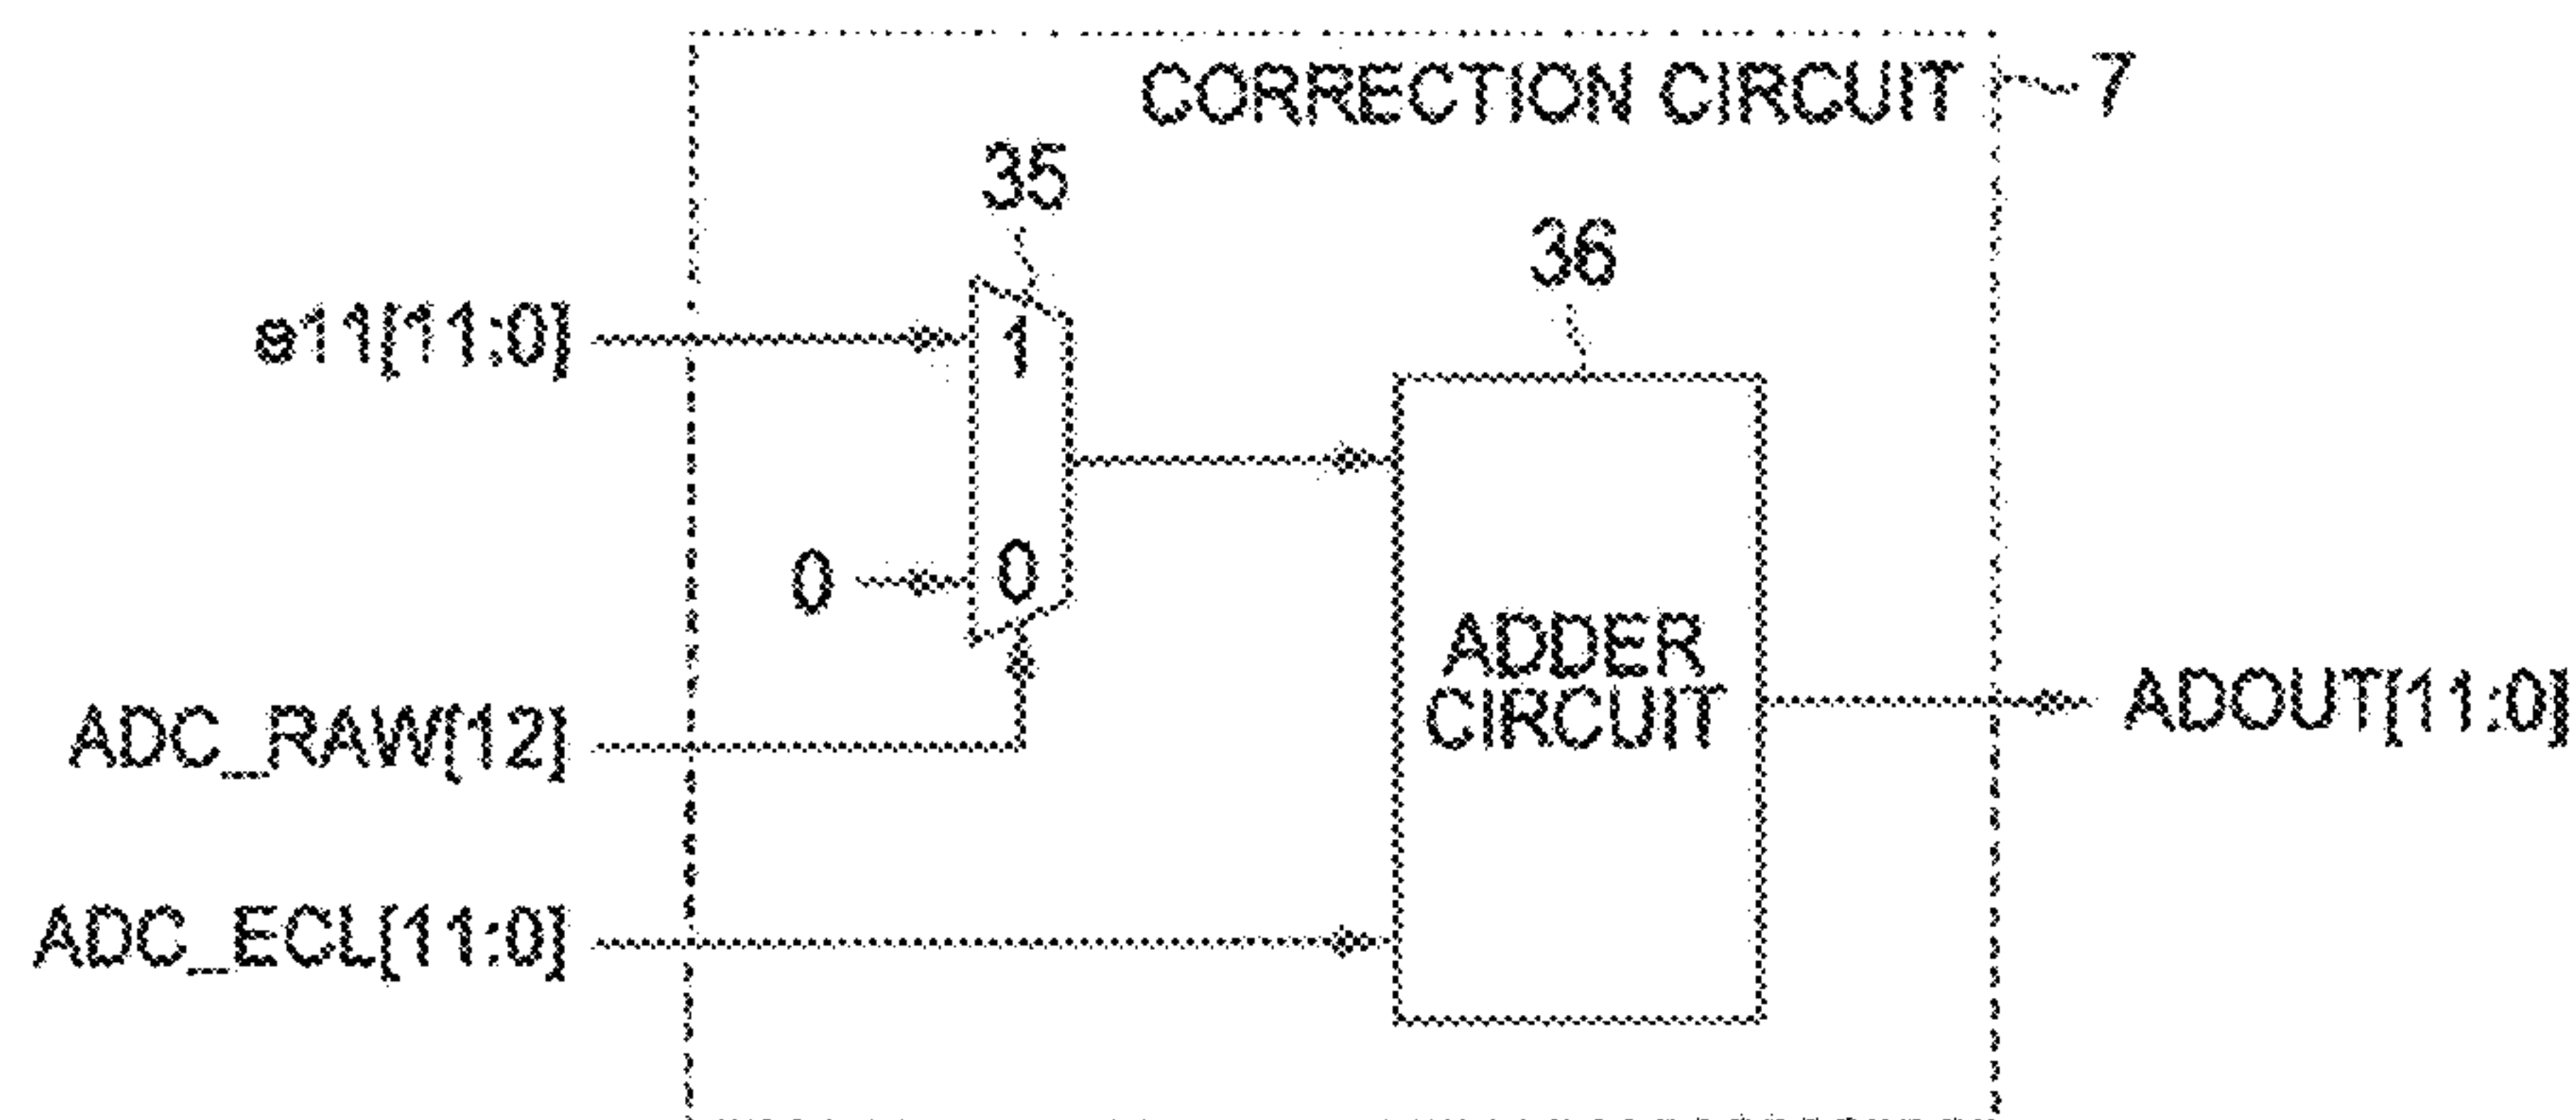 CORRECTION CIRCUIT
7
35
36
e11[11:0]
1
0
0
ADDER
CIRCUIT
ADC_RAW[12]
ADOUT[11:0]
ADC_ECL[11:0]